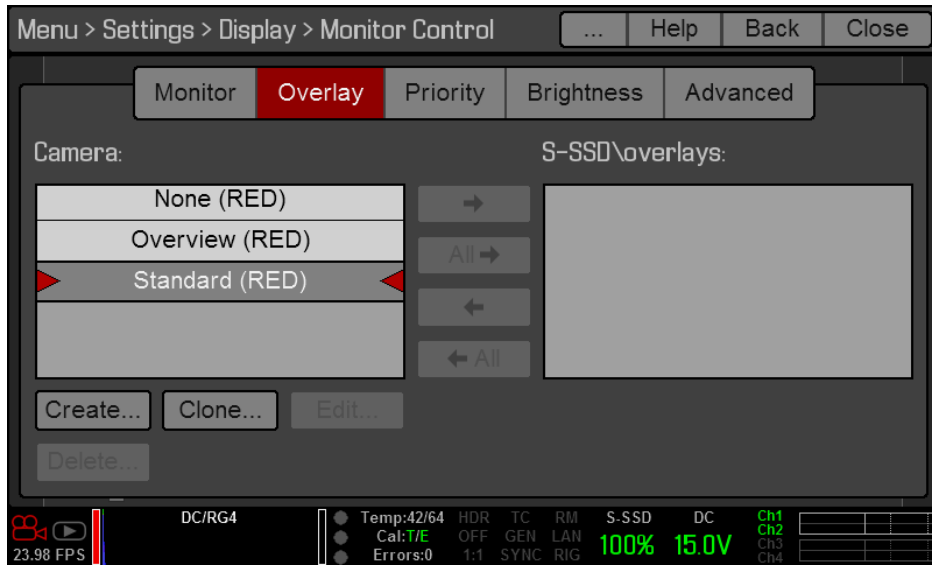 Menu > Settings > Display > Monitor Control ... Help Back Close
Monitor Overlay Priority Brightness Advanced
Camera: S-SSD\overlays:
None (RED)
Overview (RED)
Standard (RED)
All
All
Create... Clone... Edit...
Delete...
DC/RG4 Temp:42/64 HDR TC RM S-SSD DC Ch1
Cal:T/E OFF GEN LAN 100% 15.0V Ch2
23.98 FPS Errors:0 1:1 SYNC RIG Ch3
Ch4